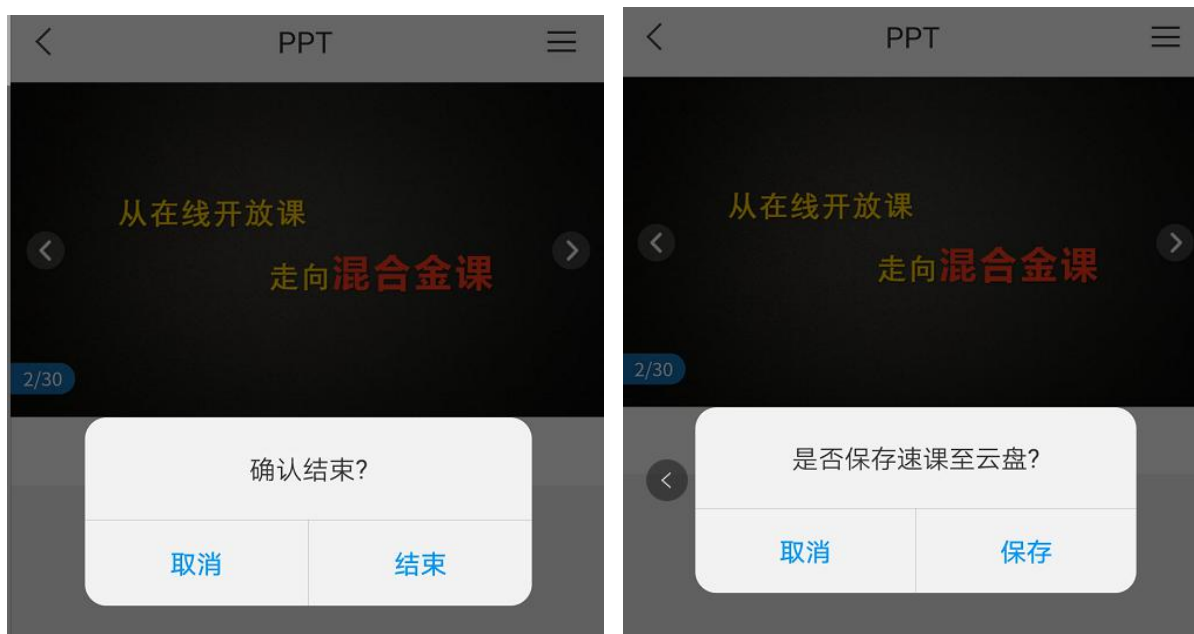 PPT
从在线开放课
走向混合金课
2/30
确认结束?
取消
结束
PPT
从在线开放课
走向混合金课
2/30
是否保存速课至云盘?
取消
保存